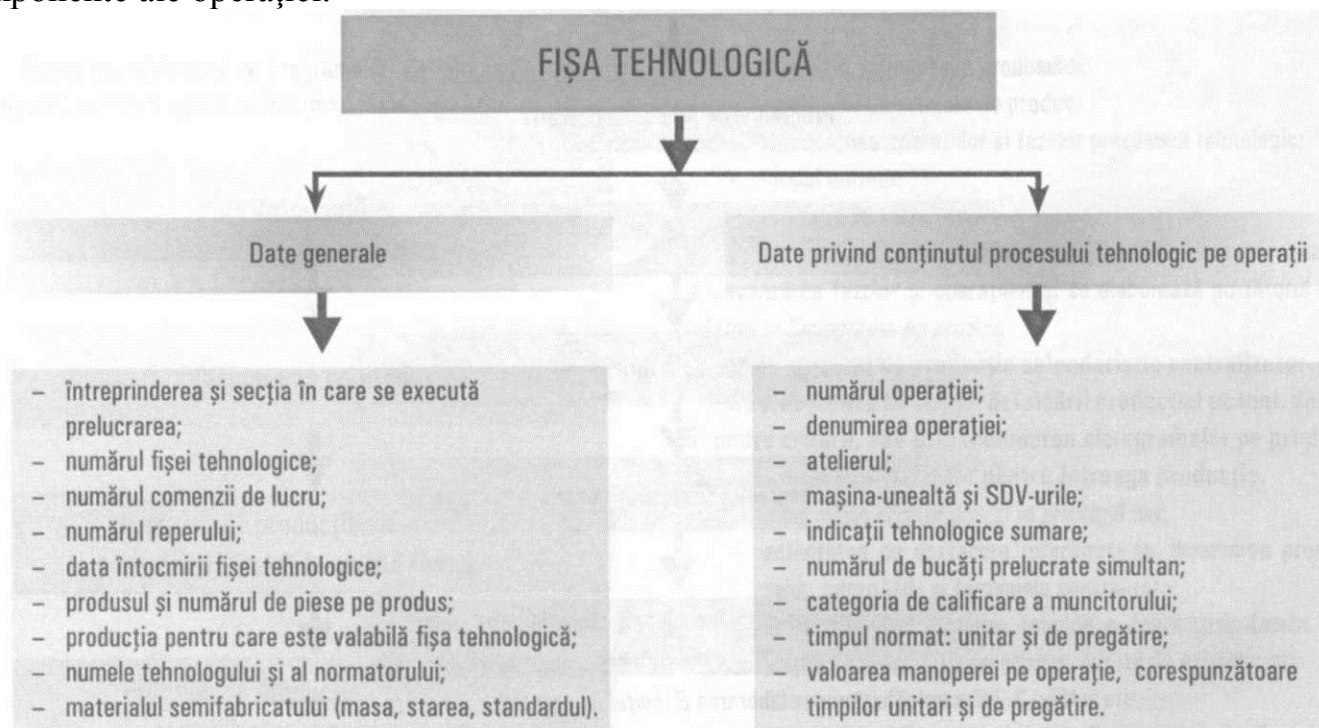 ale operaţiei.
FIȘA TEHNOLOGICĂ
Date generale
Date privind conținutul procesului tehnologic pe operații
– întreprinderea și secția în care se execută
prelucrarea;
– numărul fișei tehnologice;
– numărul comenzii de lucru;
– numărul reperului;
– data întocmirii fișei tehnologice;
– produsul și numărul de piese pe produs;
– producția pentru care este valabilă fișa tehnologică;
– numele tehnologului și al normatorului;
– materialul semifabricatului (masa, starea, standardul).
– numărul operației;
– denumirea operației;
– atelierul;
– mașina-unealtă și SDV-urile;
– indicații tehnologice sumare;
– numărul de bucăți prelucrate simultan;
– categoria de calificare a muncitorului;
– timpul normat: unitar și de pregătire;
– valoarea manoperei pe operație, corespunzătoare
timpilor unitari și de pregătire.